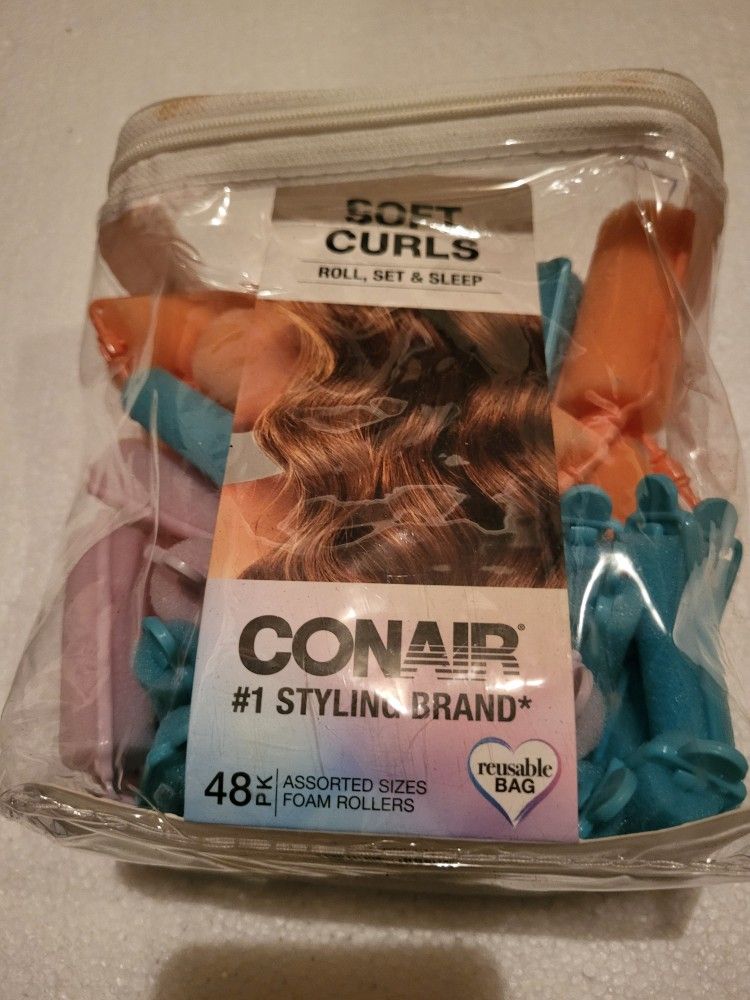 SOFT
CURLS
ROLL, SET & SLEEP
CONAIR®
#1 STYLING BRAND*
48 PK
ASSORTED SIZES
FOAM ROLLERS
reusable
BAG